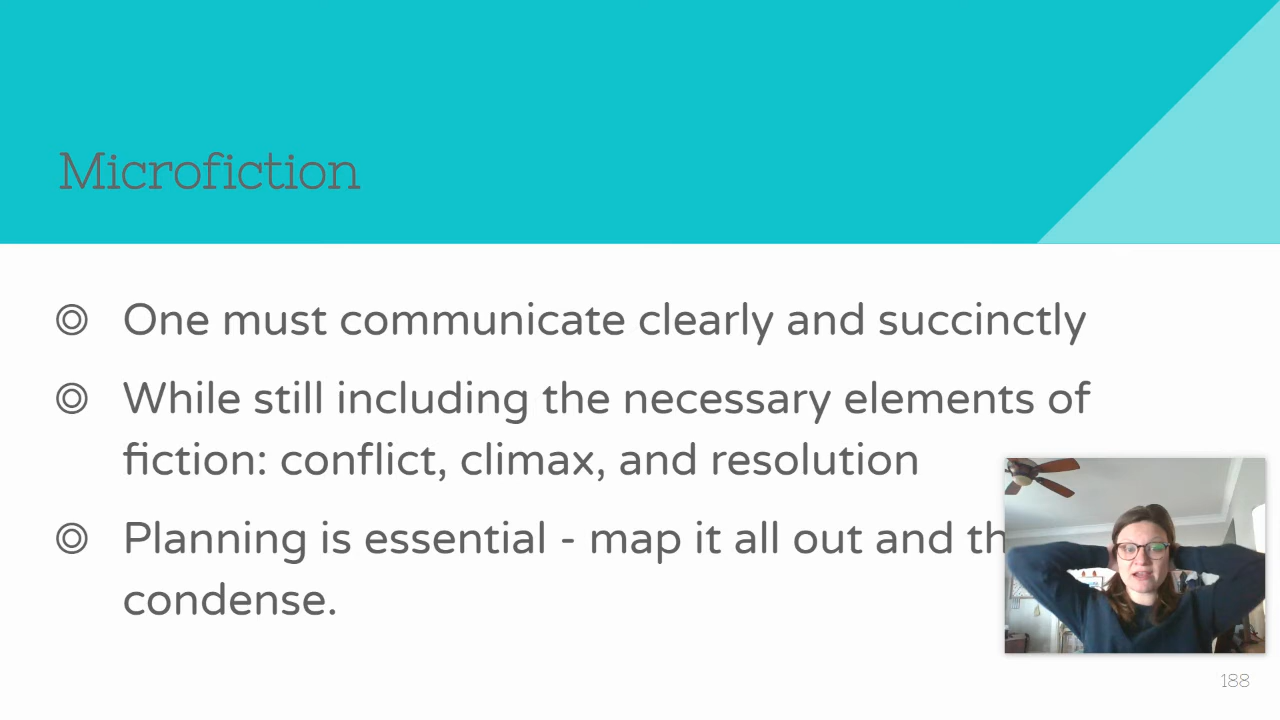 Microfiction
◎ One must communicate clearly and succinctly
◎ While still including the necessary elements of
fiction: conflict, climax, and resolution
◎ Planning is essential - map it all out and
condense.
188